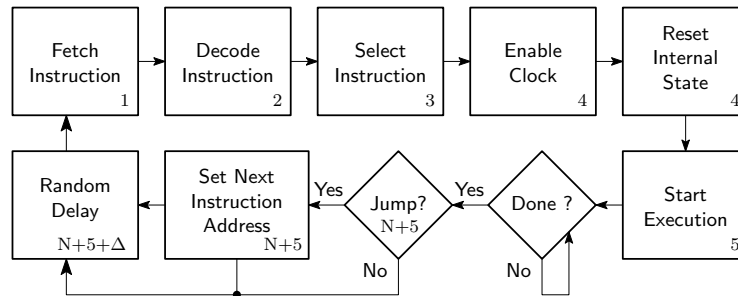 Fetch
Instruction
1
Decode
Instruction
2
Select
Instruction
3
Enable
Clock
4
Reset
Internal
State
4
Random
Delay
N+5+Δ
Set Next
Instruction
Address
N+5
Yes
Jump?
N+5
No
Yes
Done ?
No
Start
Execution
5